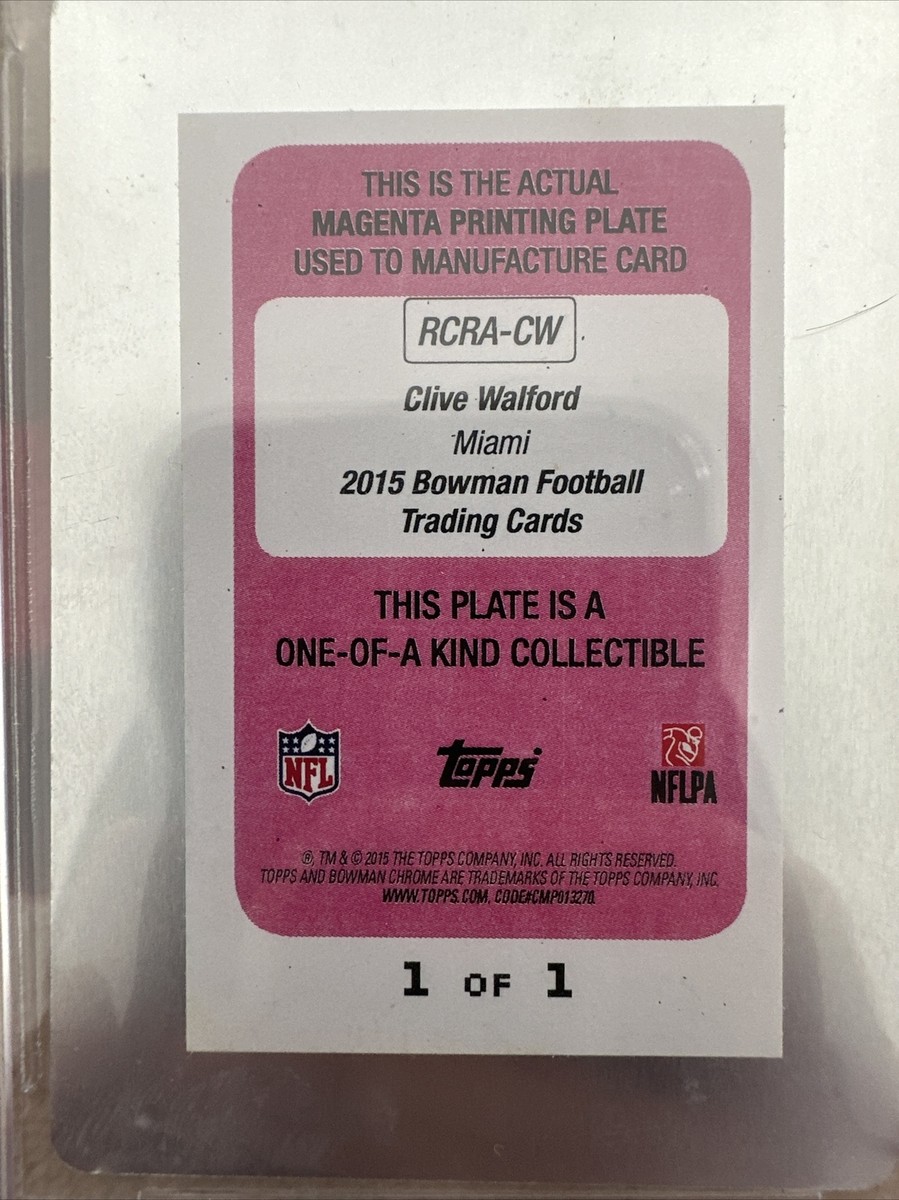 THIS IS THE ACTUAL
MAGENTA PRINTING PLATE
USED TO MANUFACTURE CARD
RCRA-CW
Clive Walford
Miami
2015 Bowman Football
Trading Cards
THIS PLATE IS A
ONE-OF-A KIND COLLECTIBLE
NFL
Topps
NFLPA
®, TM & © 2015 THE TOPPS COMPANY, INC. ALL RIGHTS RESERVED.
TOPPS AND BOWMAN CHROME ARE TRADEMARKS OF THE TOPPS COMPANY, INC.
WWW.TOPPS.COM, CODE#CMP013270
1 OF 1